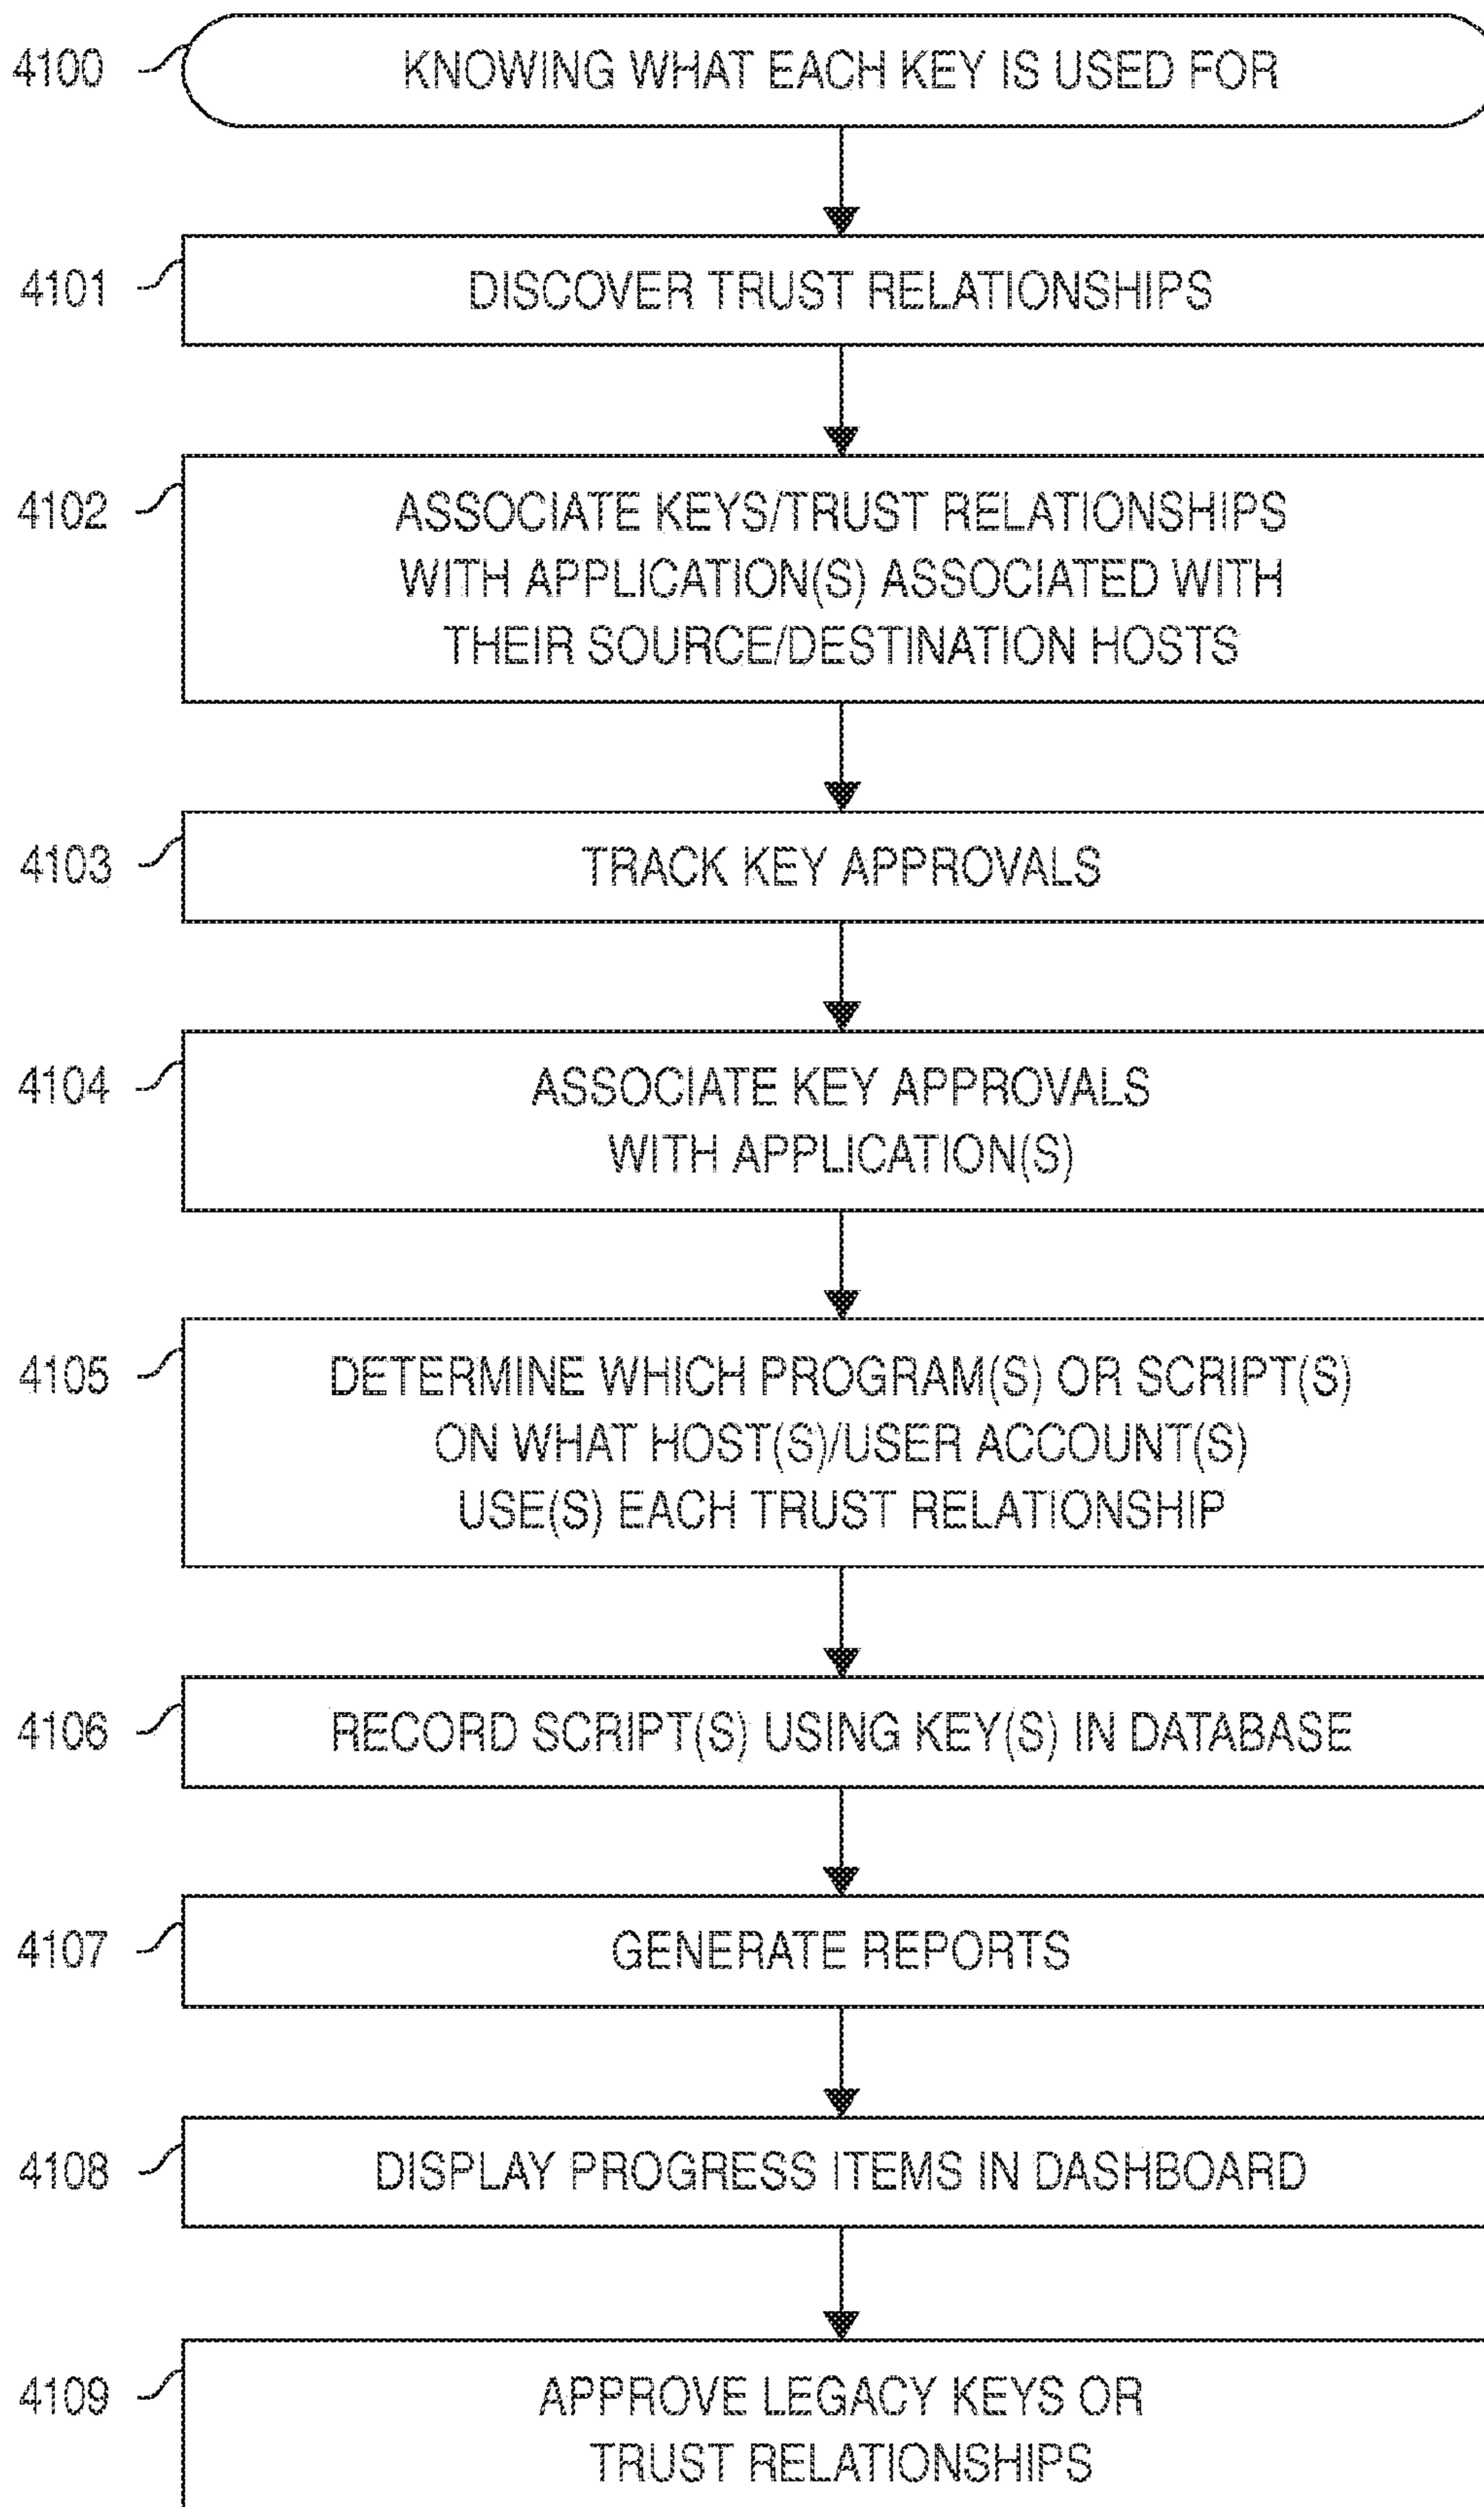 4100 KNOWING WHAT EACH KEY IS USED FOR
4101 DISCOVER TRUST RELATIONSHIPS
4102 ASSOCIATE KEYS/TRUST RELATIONSHIPS
WITH APPLICATION(S) ASSOCIATED WITH
THEIR SOURCE/DESTINATION HOSTS
4103 TRACK KEY APPROVALS
4104 ASSOCIATE KEY APPROVALS
WITH APPLICATION(S)
4105 DETERMINE WHICH PROGRAM(S) OR SCRIPT(S)
ON WHAT HOST(S)/USER ACCOUNT(S)
USE(S) EACH TRUST RELATIONSHIP
4106 RECORD SCRIPT(S) USING KEY(S) IN DATABASE
4107 GENERATE REPORTS
4108 DISPLAY PROGRESS ITEMS IN DASHBOARD
4109 APPROVE LEGACY KEYS OR
TRUST RELATIONSHIPS